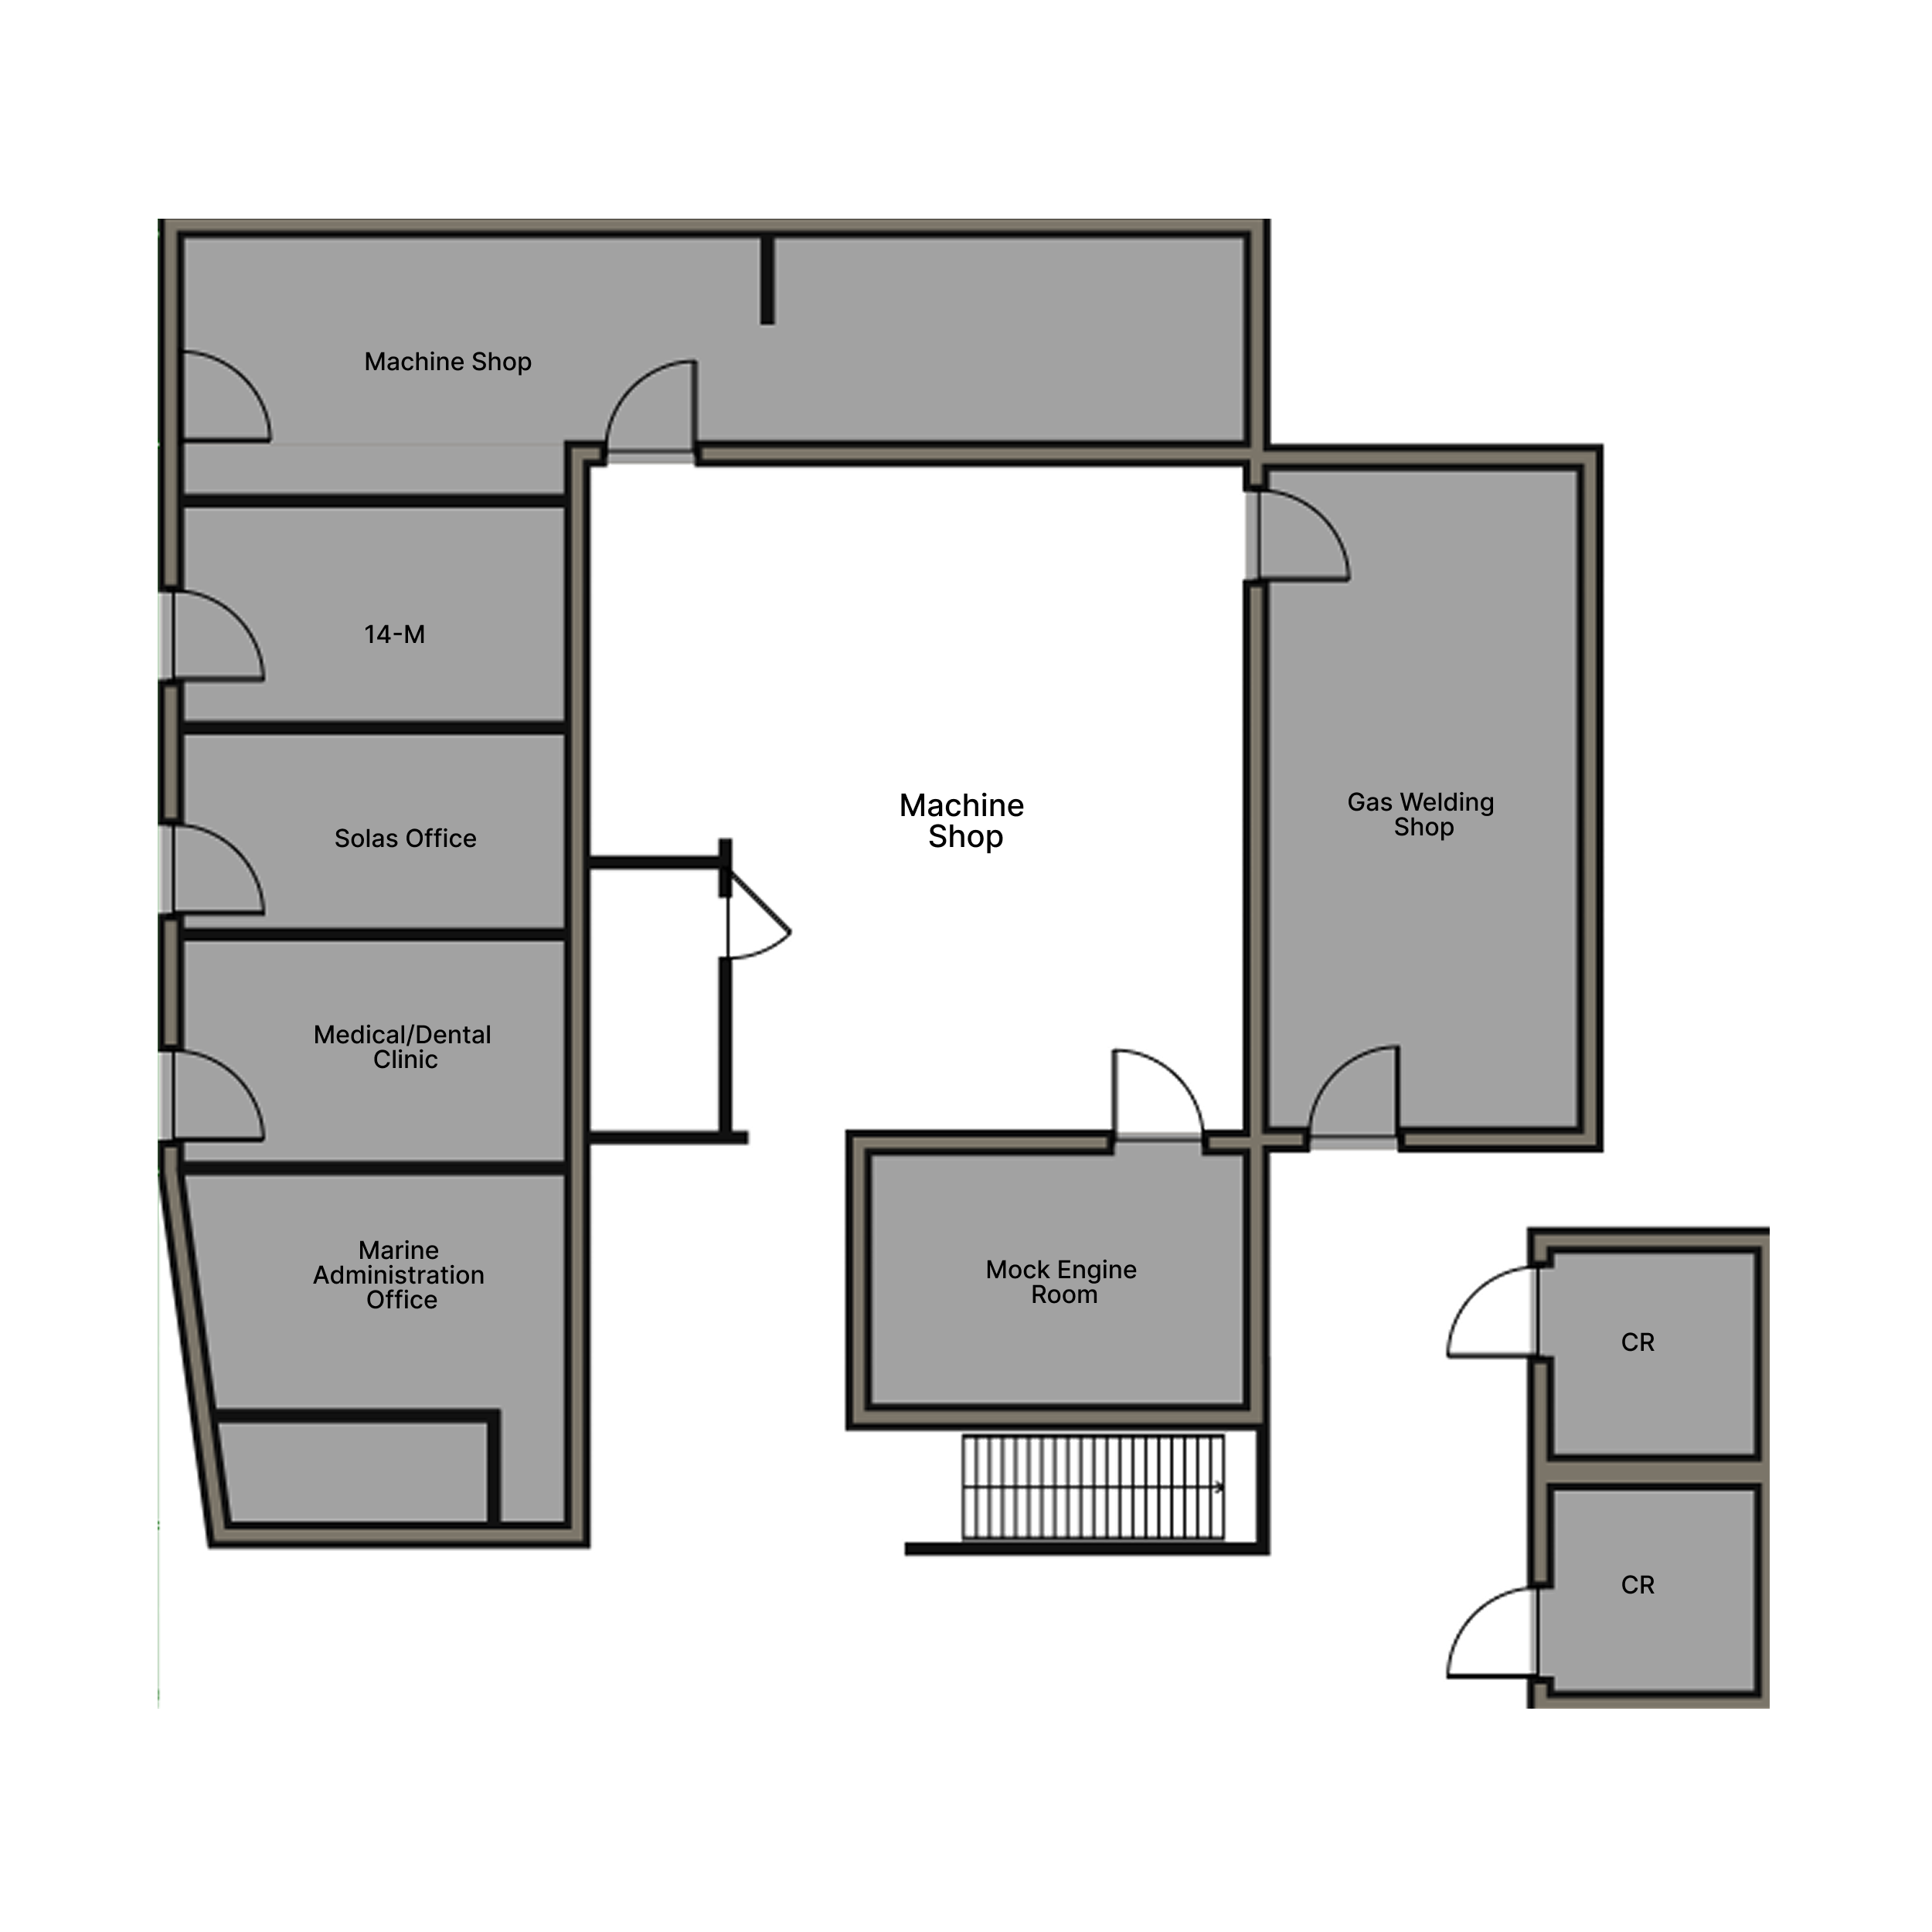 Machine Shop
14-M
Solas Office
Medical/Dental
Clinic
Marine
Administration
Office
Machine
Shop
Gas Welding
Shop
Mock Engine
Room
CR
CR